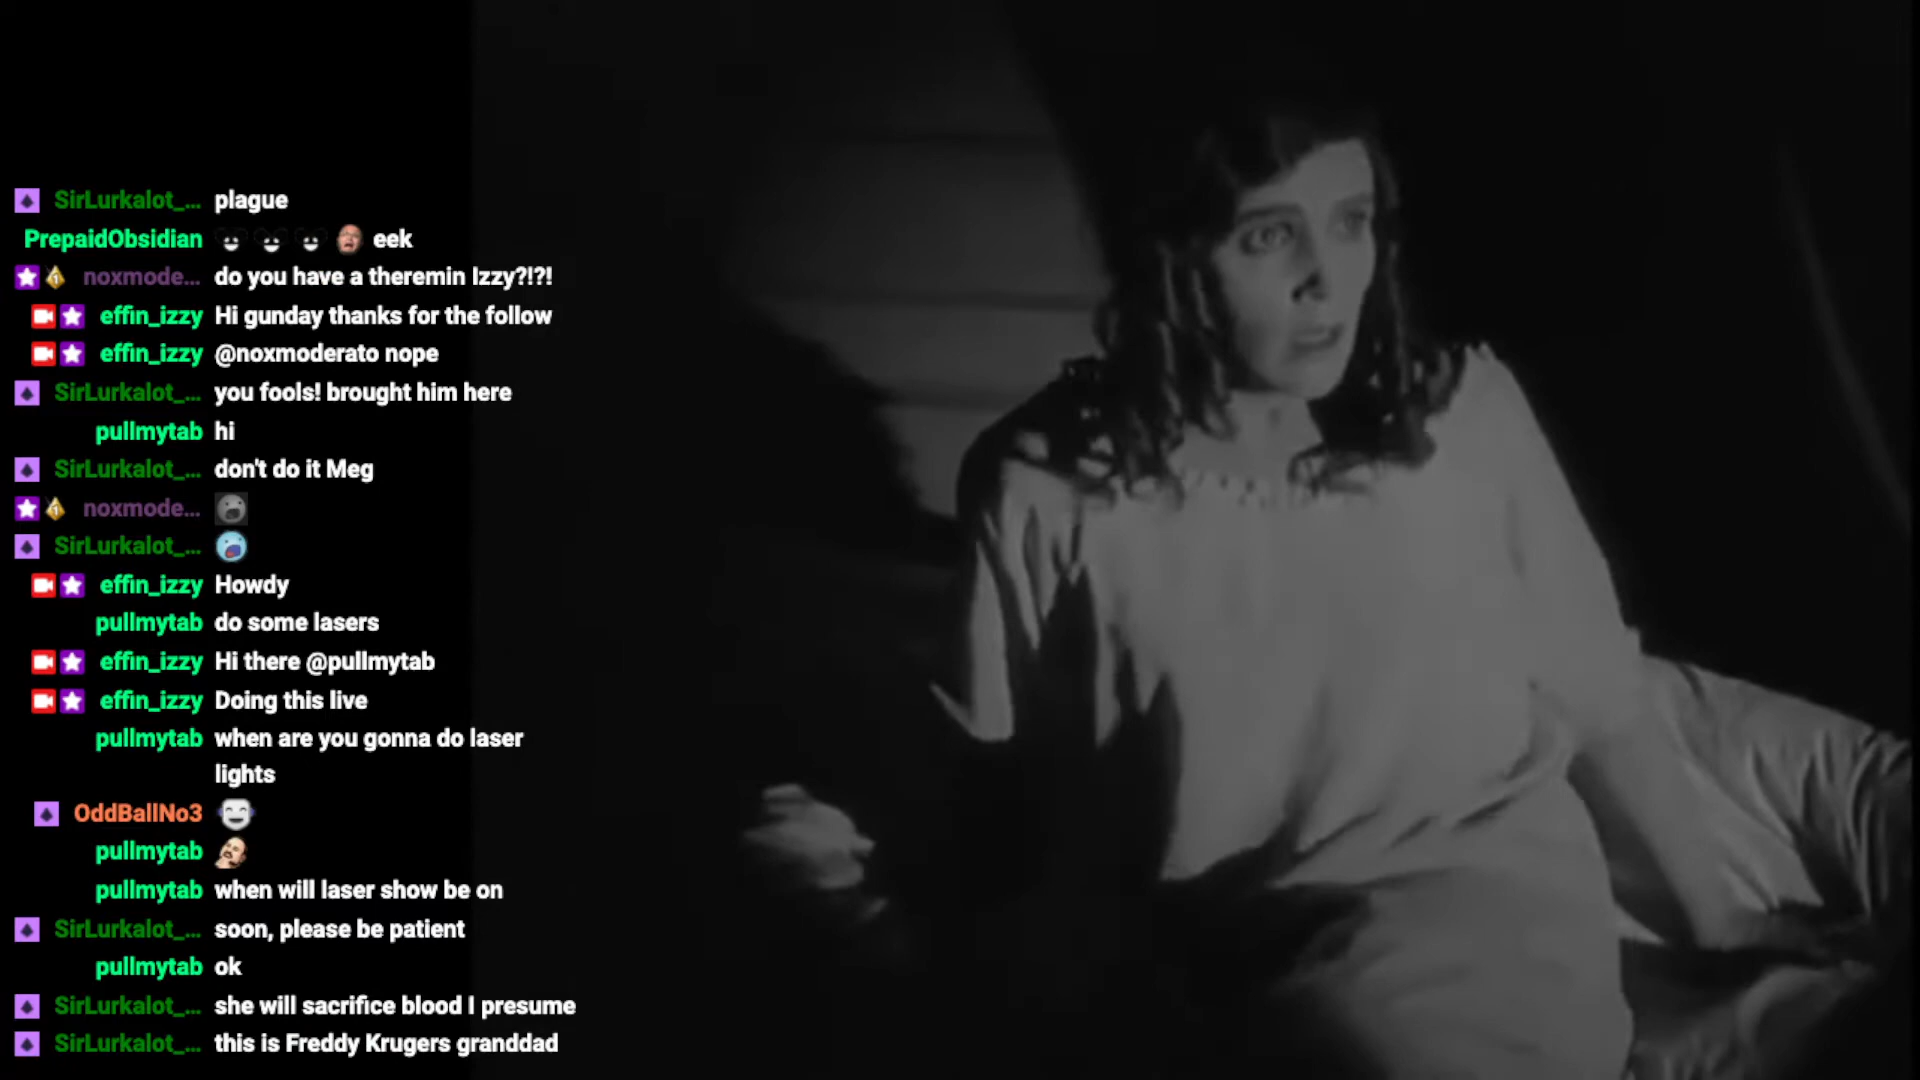 SirLurkalot_... plague
PrepaidObsidian eek
noxmode... do you have a theremin Izzy?!?!
effin_izzy Hi gunday thanks for the follow
effin_izzy @noxmoderato nope
SirLurkalot_... you fools! brought him here
pullmytab hi
SirLurkalot_... don't do it Meg
noxmode...
SirLurkalot_...
effin_izzy Howdy
pullmytab do some lasers
effin_izzy Hi there @pullmytab
effin_izzy Doing this live
pullmytab when are you gonna do laser
lights
OddBallNo3
pullmytab
pullmytab when will laser show be on
SirLurkalot_... soon, please be patient
pullmytab ok
SirLurkalot_... she will sacrifice blood I presume
SirLurkalot_... this is Freddy Krugers granddad